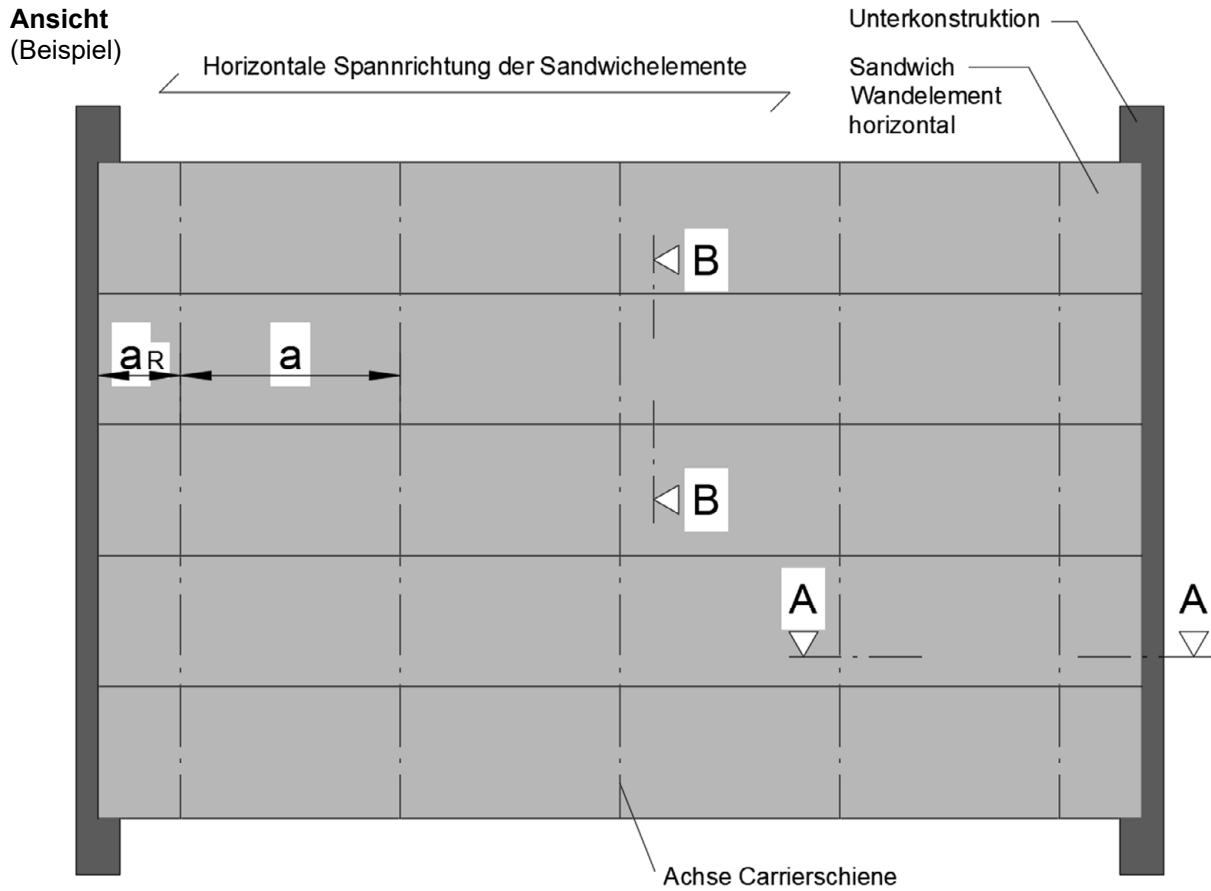 Ansicht
(Beispiel)
Unterkonstruktion
Horizontale Spannrichtung der Sandwichelemente
Sandwich
Wandelement
horizontal
B
aR
a
B
A
A
Achse Carrierschiene